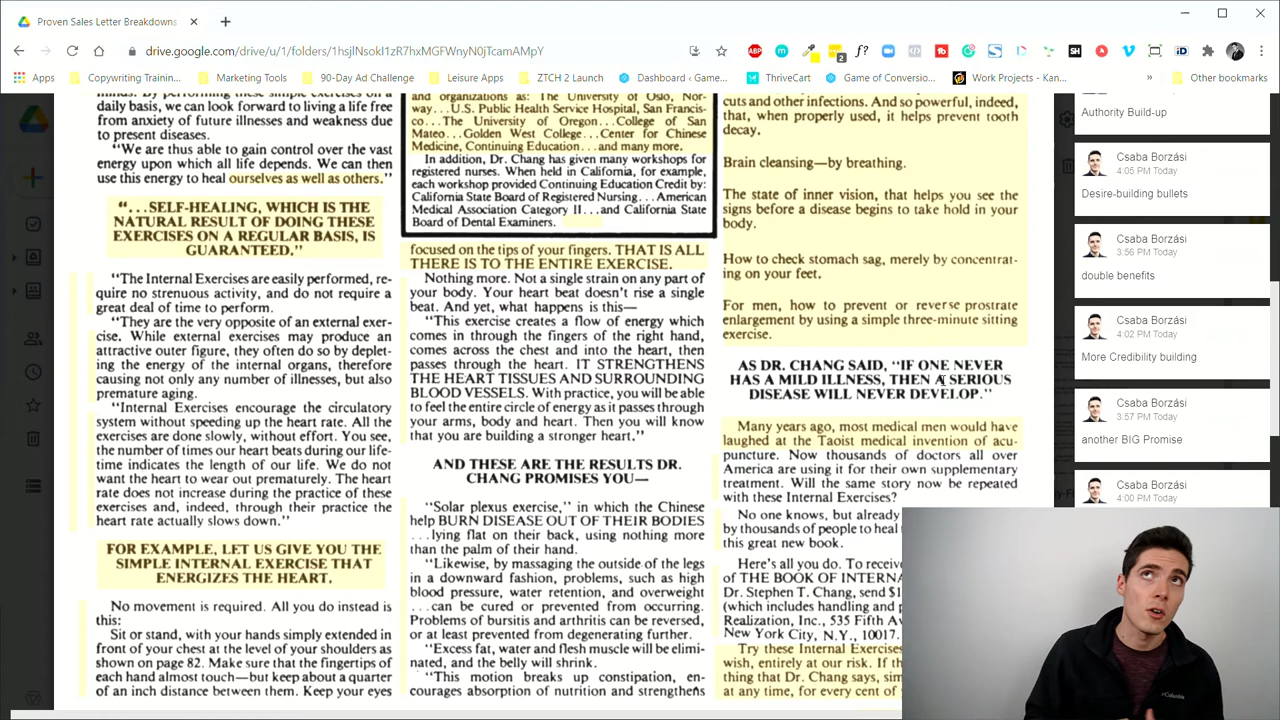 Proven Sales Letter Breakdowns
drive.google.com/drive/u/1/folders/1hsjlNsokI1zR7hxMGFWnyN0jTcamAMpY
Apps
Copywriting Trainin...
Marketing Tools
90-Day Ad Challenge
Leisure Apps
ZTCH 2 Launch
Dashboard ‹ Game...
ThriveCart
Game of Conversio...
Work Projects - Kan...
»
Other bookmarks
minds. By performing these simple exercises on a
daily basis, we can look forward to living a life free
from anxiety of future illnesses and weakness due
to present diseases.
"We are thus able to gain control over the vast
energy upon which all life depends. We can then
use this energy to heal ourselves as well as others."
"...SELF-HEALING, WHICH IS THE
NATURAL RESULT OF DOING THESE
EXERCISES ON A REGULAR BASIS, IS
GUARANTEED."
"The Internal Exercises are easily performed, re-
quire no strenuous activity, and do not require a
great deal of time to perform.
"They are the very opposite of an external exer-
cise. While external exercises may produce an
attractive outer figure, they often do so by deplet-
ing the energy of the internal organs, therefore
causing not only any number of illnesses, but also
premature aging.
"Internal Exercises encourage the circulatory
system without speeding up the heart rate. All the
exercises are done slowly, without effort. You see,
the number of times our hear beats during our life-
time indicates the length of our life. We do not
want the heart to wear out prematurely. The heart
rate does not increase during the practice of these
exercises and, indeed, through their practice the
heart rate actually slows down."
FOR EXAMPLE, LET US GIVE YOU THE
SIMPLE INTERNAL EXERCISE THAT
ENERGIZES THE HEART.
No movement is required. All you do instead is
this:
Sit or stand, with your hands simply extended in
front of your chest at the level of your shoulders as
shown on page 82. Make sure that the fingertips of
each hand almost touch—but keep about a quarter
of an inch distance between them. Keep your eyes
and organizations as: The University of Oslo, Nor-
way...U.S. Public Health Service Hospital, San Francis-
co...The University of Oregon...College of San
Mateo...Golden West College...Center for Chinese
Medicine, Continuing Education...and many more.
In addition, Dr. Chang has given many workshops for
registered nurses. When held in California, for example,
each workshop provided Continuing Education Credit by:
California State Board of Registered Nursing...American
Medical Association Category II...and California State
Board of Dental Examiners.
focused on the tips of your fingers. THAT IS ALL
THERE IS TO THE ENTIRE EXERCISE.
Nothing more. Not a single strain on any part of
your body. Your heart beat doesn't rise a single
beat. And yet, what happens is this—
"This exercise creates a flow of energy which
comes in through the fingers of the right hand,
comes across the chest and into the heart, then
passes through the heart. IT STRENGTHENS
THE HEART TISSUES AND SURROUNDING
BLOOD VESSELS. With practice, you will be able
to feel the entire circle of energy as it passes through
your arms, body and heart. Then you will know
that you are building a stronger heart."
AND THESE ARE THE RESULTS DR.
CHANG PROMISES YOU—
"Solar plexus exercise," in which the Chinese
help BURN DISEASE OUT OF THEIR BODIES
...lying flat on their back, using nothing more
than the palm of their hand.
"Likewise, by massaging the outside of the legs
in a downward fashion, problems, such as high
blood pressure, water retention, and overweight
...can be cured or prevented from occurring.
Problems of bursitis and arthritis can be reversed,
or at least prevented from degenerating further.
"Excess fat, water and flesh muscle will be elimi-
nated, and the belly will shrink.
"This motion breaks up constipation, en-
courages absorption of nutrition and strengthens
cuts and other infections. And so powerful, indeed,
that, when properly used, it helps prevent tooth
decay.
Brain cleansing—by breathing.
The state of inner vision, that helps you see the
signs before a disease begins to take hold in your
body.
How to check stomach sag, merely by concentrat-
ing on your feet.
For men, how to prevent or reverse prostrate
enlargement by using a simple three-minute sitting
exercise.
AS DR. CHANG SAID, "IF ONE NEVER
HAS A MILD ILLNESS, THEN A SERIOUS
DISEASE WILL NEVER DEVELOP."
Many years ago, most medical men would have
laughed at the Taoist medical invention of acu-
puncture. Now thousands of doctors all over
America are using it for their own supplementary
treatment. Will the same story now be repeated
with these Internal Exercises?
No one knows, but already
by thousands of people to heal
this great new book.
Here's all you do. To receive
of THE BOOK OF INTERN
Dr. Stephen T. Chang, send $1
(which includes handling and
Realization, Inc., 535 Fifth Av
New York City, N.Y., 10017.
Try these Internal Exercises
wish, entirely at our risk. If th
thing that Dr. Chang says, sim
at any time, for every cent of
Authority Build-up
Csaba Borzási
4:05 PM Today
Desire-building bullets
Csaba Borzási
3:56 PM Today
double benefits
Csaba Borzási
4:02 PM Today
More Credibility building
Csaba Borzási
3:57 PM Today
another BIG Promise
Csaba Borzási
4:00 PM Today
Columbia